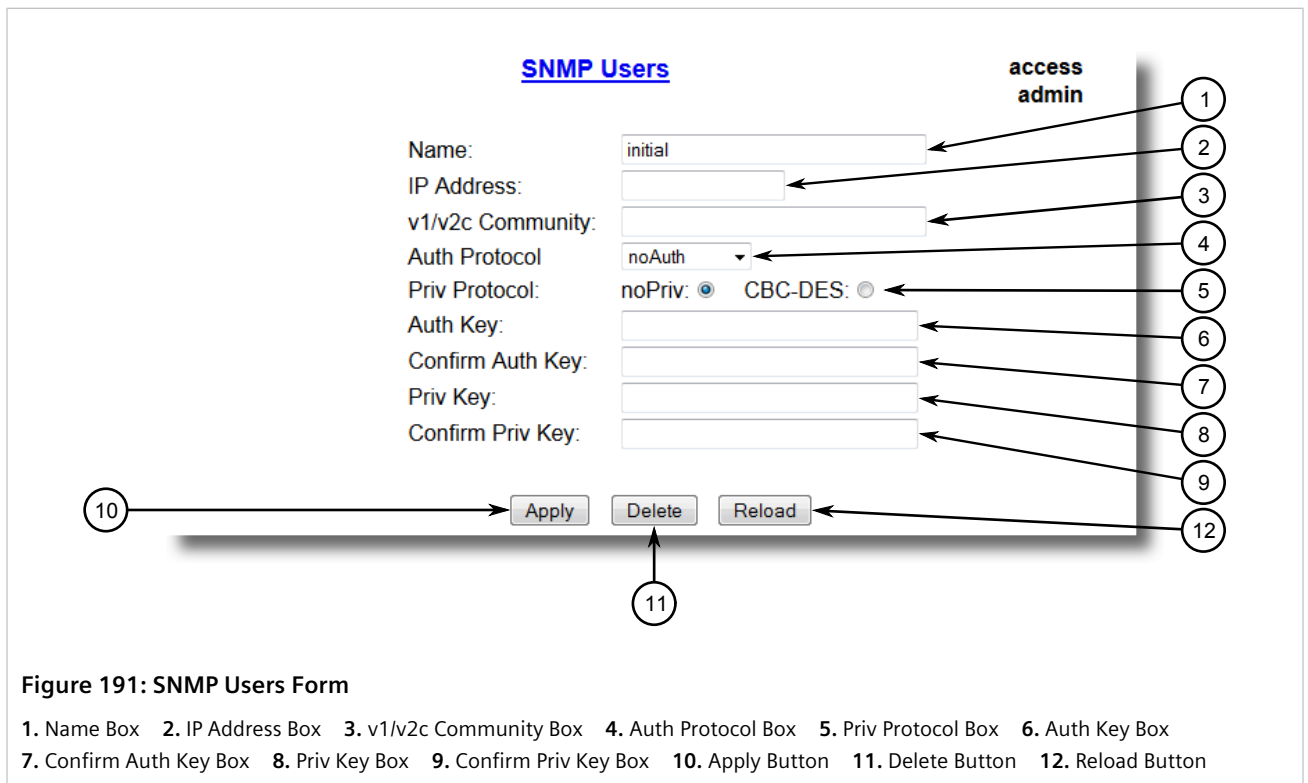 SNMP Users
access
admin
Name: initial
IP Address:
v1/v2c Community:
Auth Protocol noAuth
Priv Protocol: noPriv: CBC-DES:
Auth Key:
Confirm Auth Key:
Priv Key:
Confirm Priv Key:
Apply Delete Reload
1
2
3
4
5
6
7
8
9
10
12
11
Figure 191: SNMP Users Form
1. Name Box 2. IP Address Box 3. v1/v2c Community Box 4. Auth Protocol Box 5. Priv Protocol Box 6. Auth Key Box
7. Confirm Auth Key Box 8. Priv Key Box 9. Confirm Priv Key Box 10. Apply Button 11. Delete Button 12. Reload Button